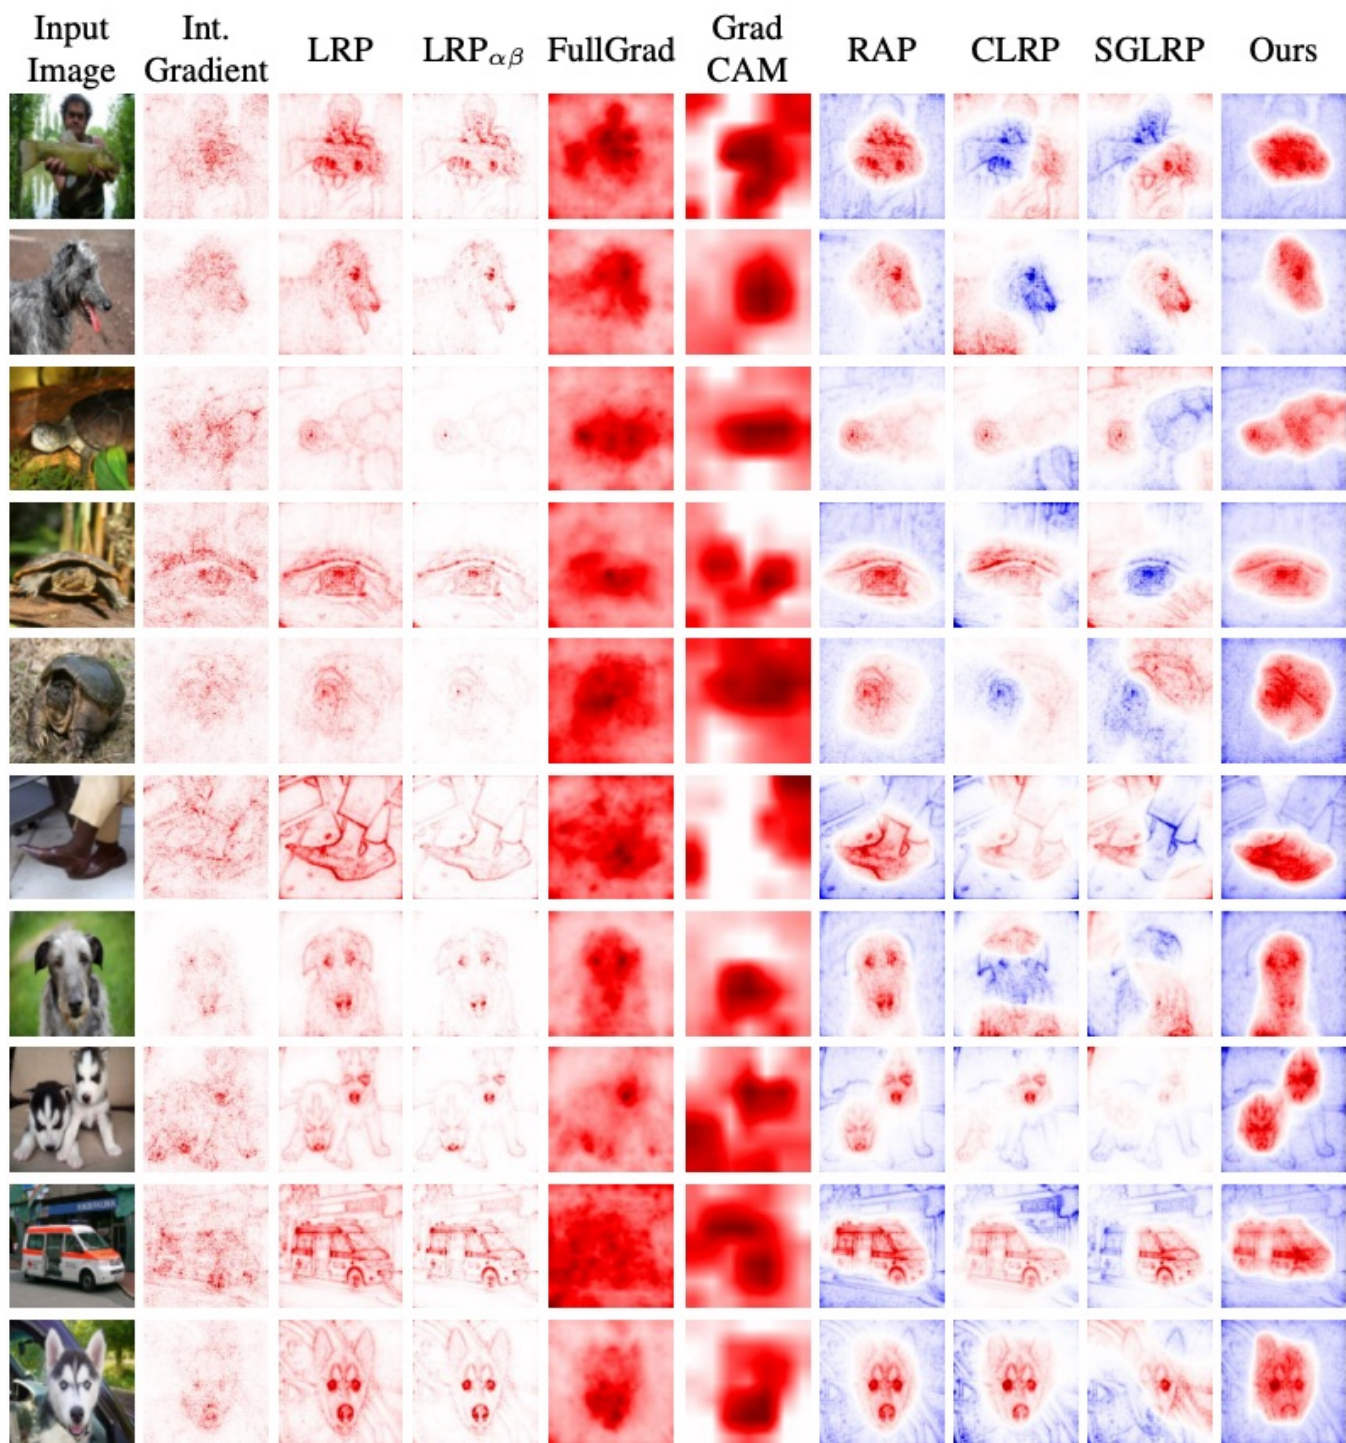 Input Image
Int. Gradient
LRP
LRPαβ
FullGrad
Grad CAM
RAP
CLRP
SGLRP
Ours